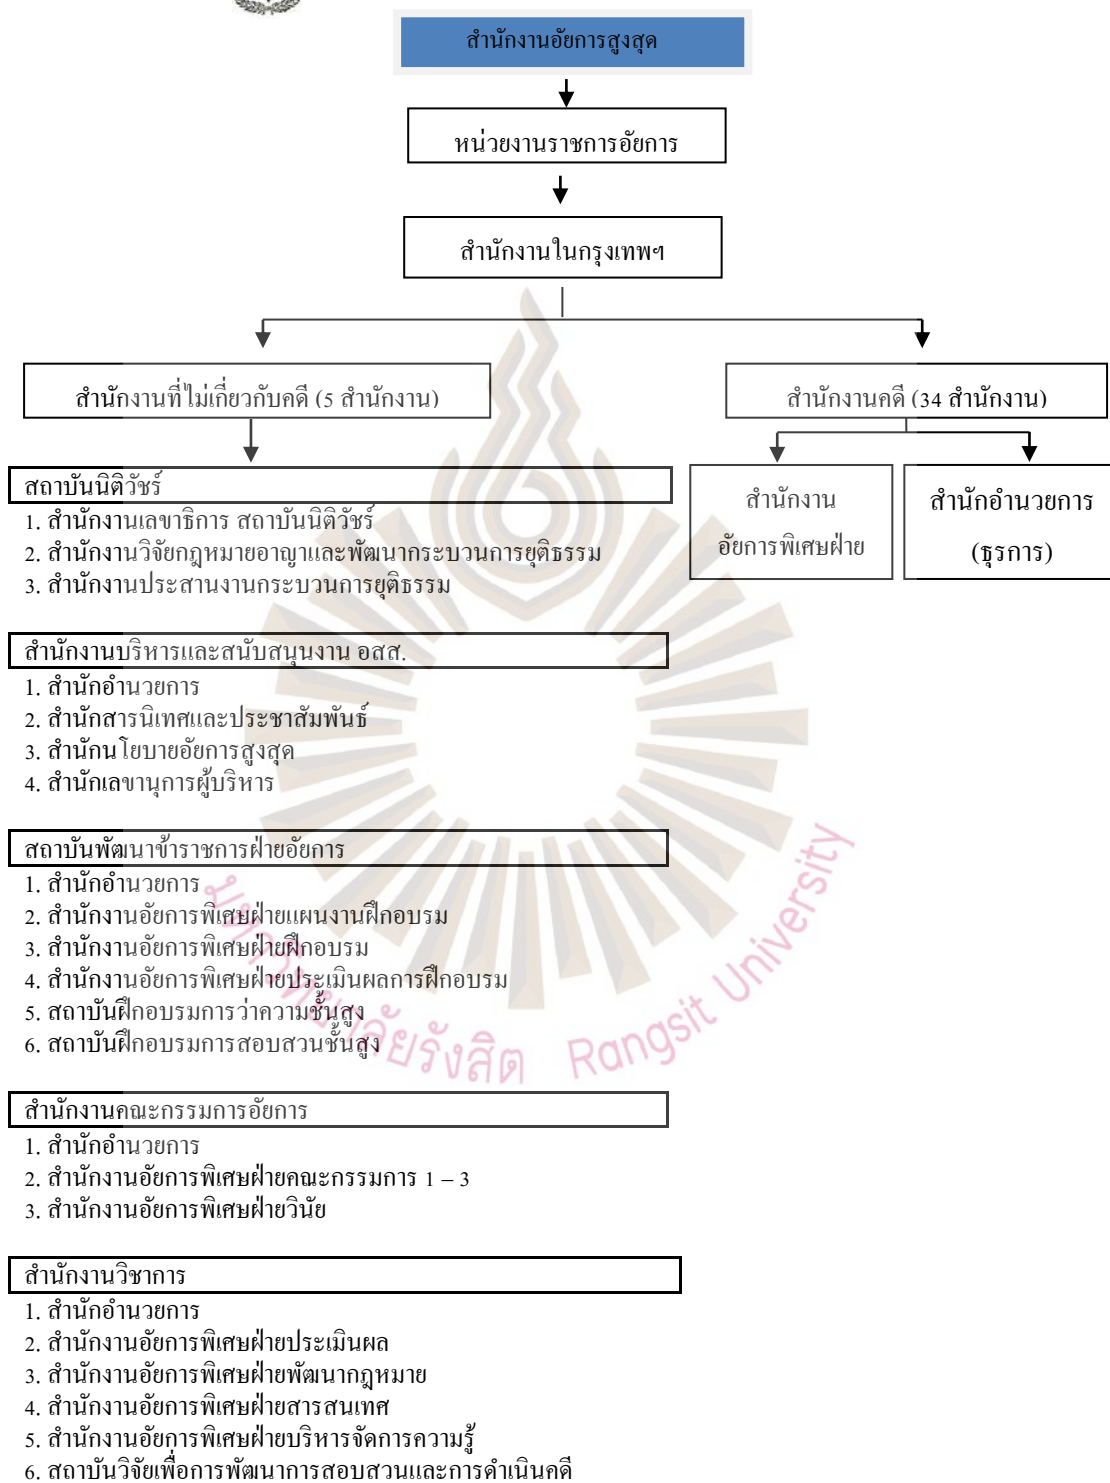 สำนักงานอัยการสูงสุด
หน่วยงานราชการอัยการ
สำนักงานในกรุงเทพฯ
สำนักงานที่ไม่เกี่ยวกับคดี (5 สำนักงาน)
สำนักงานคดี (34 สำนักงาน)
สำนักงาน
อัยการพิเศษฝ่าย
สำนักอำนวยการ
(ธุรการ)
สถาบันนิติวัชร์
1. สำนักงานเลขาธิการ สถาบันนิติวัชร์
2. สำนักงานวิจัยกฎหมายอาญาและพัฒนากระบวนการยุติธรรม
3. สำนักงานประสานงานกระบวนการยุติธรรม
สำนักงานบริหารและสนับสนุนงาน อสส.
1. สำนักอำนวยการ
2. สำนักสารนิเทศและประชาสัมพันธ์
3. สำนักนโยบายอัยการสูงสุด
4. สำนักเลขานุการผู้บริหาร
สถาบันพัฒนาข้าราชการฝ่ายอัยการ
1. สำนักอำนวยการ
2. สำนักงานอัยการพิเศษฝ่ายแผนงานฝึกอบรม
3. สำนักงานอัยการพิเศษฝ่ายฝึกอบรม
4. สำนักงานอัยการพิเศษฝ่ายประเมินผลการฝึกอบรม
5. สถาบันฝึกอบรมการว่าความชั้นสูง
6. สถาบันฝึกอบรมการสอบสวนชั้นสูง
มหาวิทยาลัยรังสิต Rangsit University
สำนักงานคณะกรรมการอัยการ
1. สำนักอำนวยการ
2. สำนักงานอัยการพิเศษฝ่ายคณะกรรมการ 1 – 3
3. สำนักงานอัยการพิเศษฝ่ายวินัย
สำนักงานวิชาการ
1. สำนักอำนวยการ
2. สำนักงานอัยการพิเศษฝ่ายประเมินผล
3. สำนักงานอัยการพิเศษฝ่ายพัฒนากฎหมาย
4. สำนักงานอัยการพิเศษฝ่ายสารสนเทศ
5. สำนักงานอัยการพิเศษฝ่ายบริหารจัดการความรู้
6. สถาบันวิจัยเพื่อการพัฒนาการสอบสวนและการดำเนินคดี